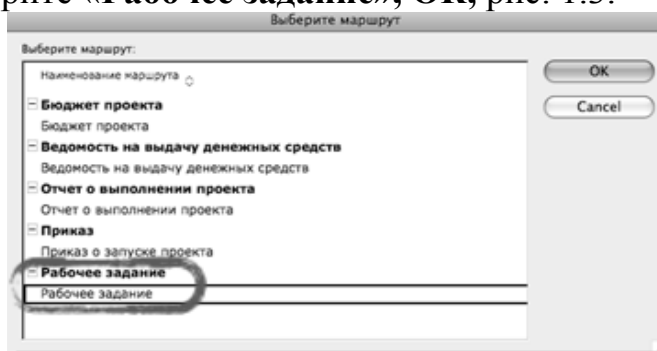 рите «Рабочее задание», ОК, рис. 1.5.
Выберите маршрут
Выберите маршрут:
Наименование маршрута
Бюджет проекта
Бюджет проекта
Ведомость на выдачу денежных средств
Ведомость на выдачу денежных средств
Отчет о выполнении проекта
Отчет о выполнении проекта
Приказ
Приказ о запуске проекта
Рабочее задание
Рабочее задание
OK
Cancel